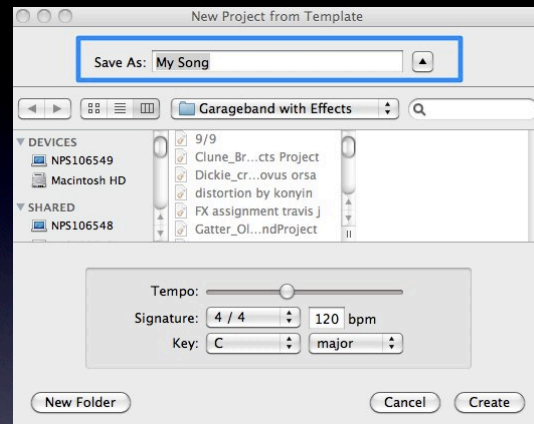 New Project from Template
Save As: My Song
Garageband with Effects
DEVICES
NPS106549
Macintosh HD
SHARED
NPS106548
9/9
Clune_Br...cts Project
Dickie_cr...ovus orsa
distortion by konyin
FX assignment travis j
Gatter_Ol...ndProject
Tempo:
Signature: 4 / 4 120 bpm
Key: C major
New Folder Cancel Create